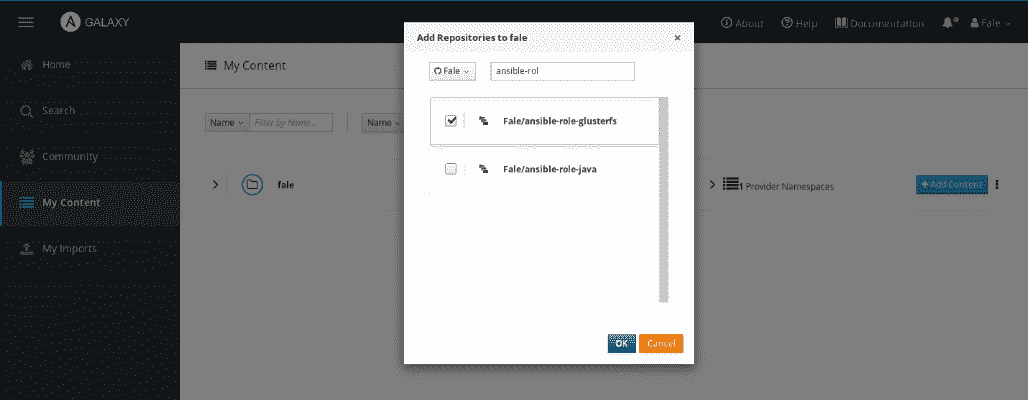 GALAXY
About
Help
Documentation
Fale
Home
Search
Community
My Content
My Imports
My Content
Name
Filter by Name...
Name
fale
1 Provider Namespaces
+ Add Content
Add Repositories to fale
Fale
ansible-rol
Fale/ansible-role-glusterfs
Fale/ansible-role-java
OK
Cancel